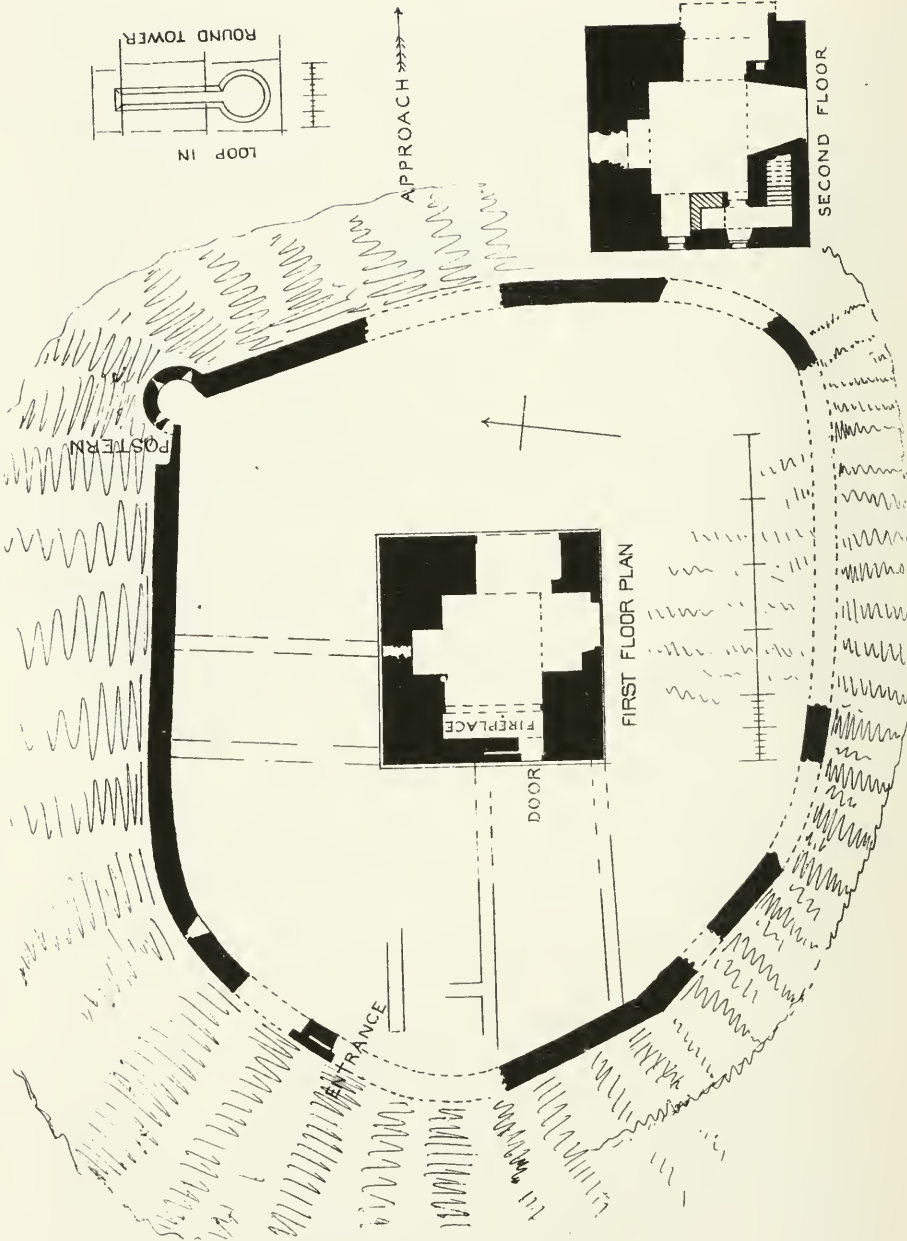 LOOP IN
ROUND TOWER
APPROACH
SECOND FLOOR
POSTERN
FIRST FLOOR PLAN
FIREPLACE
DOOR
ENTRANCE